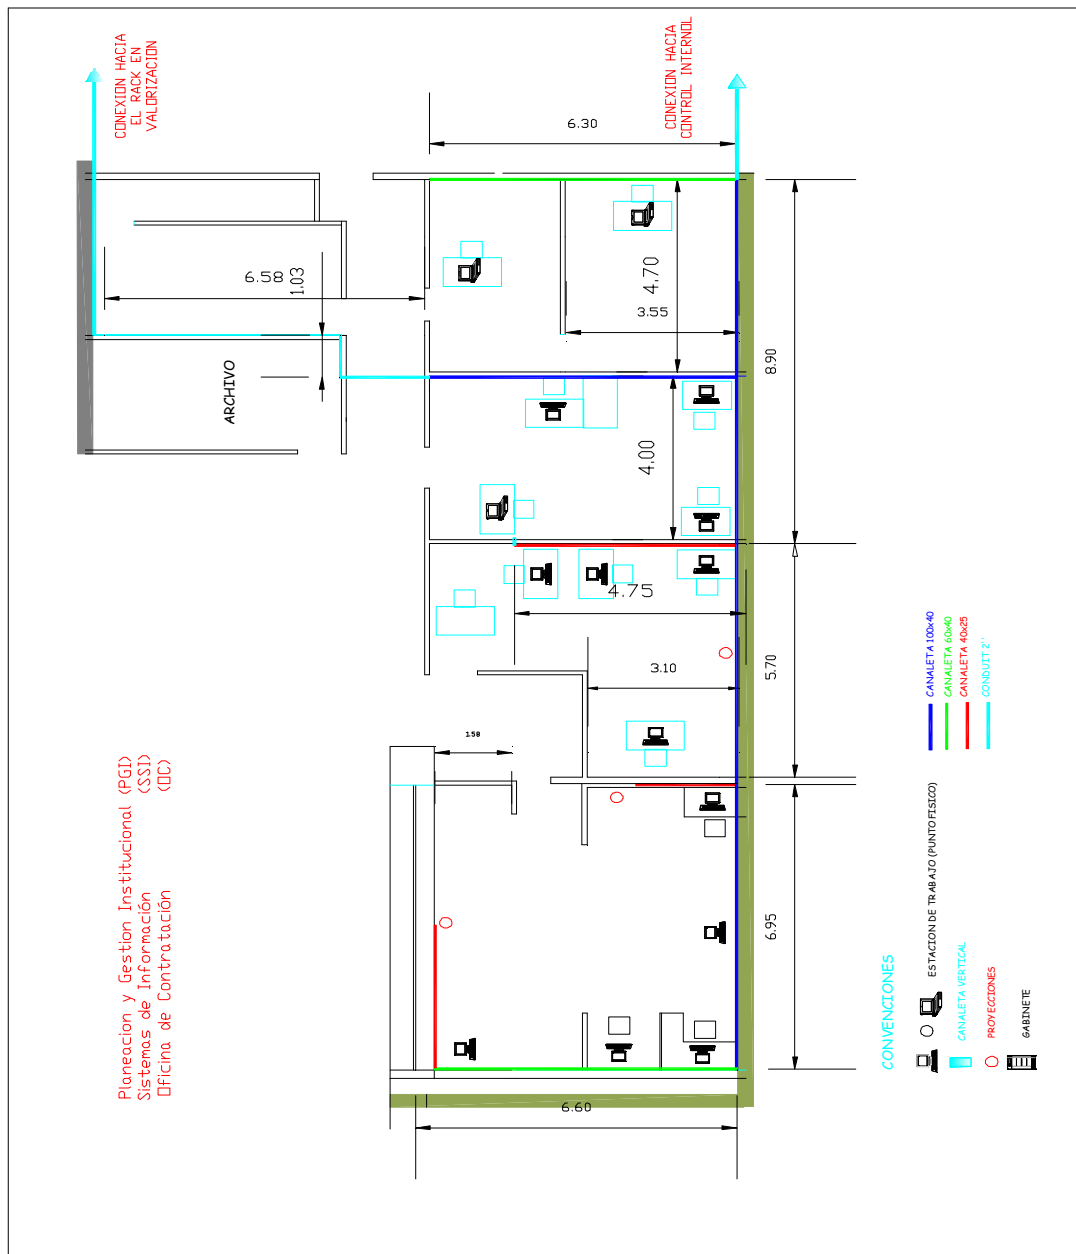 CONEXION HACIA
EL RACK EN
VALORIZACION
CONEXION HACIA
CONTROL INTERNOL
6.30
6.58
1.03
4.70
3.55
8.90
ARCHIVO
4.00
4.75
3.10
5.70
1.58
6.95
6.60
Planeacion y Gestion Institucional (PGI)
Sistemas de Información (SSI)
Oficina de Contratación (OC)
CANALETA 100x40
CANALETA 60x40
CANALETA 40x25
CONDUIT 2''
CONVENCIONES
ESTACION DE TRABAJO (PUNTO FISICO)
CANALETA VERTICAL
PROYECCIONES
GABINETE